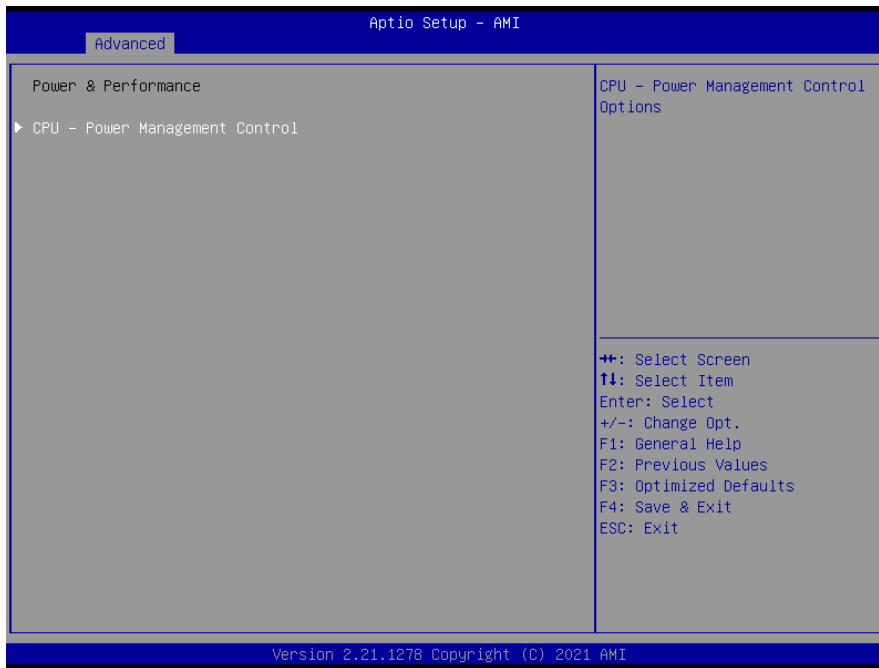 Aptio Setup – AMI
Advanced
Power & Performance
CPU – Power Management Control
CPU – Power Management Control
Options
→←: Select Screen
↑↓: Select Item
Enter: Select
+/-: Change Opt.
F1: General Help
F2: Previous Values
F3: Optimized Defaults
F4: Save & Exit
ESC: Exit
Version 2.21.1278 Copyright (C) 2021 AMI